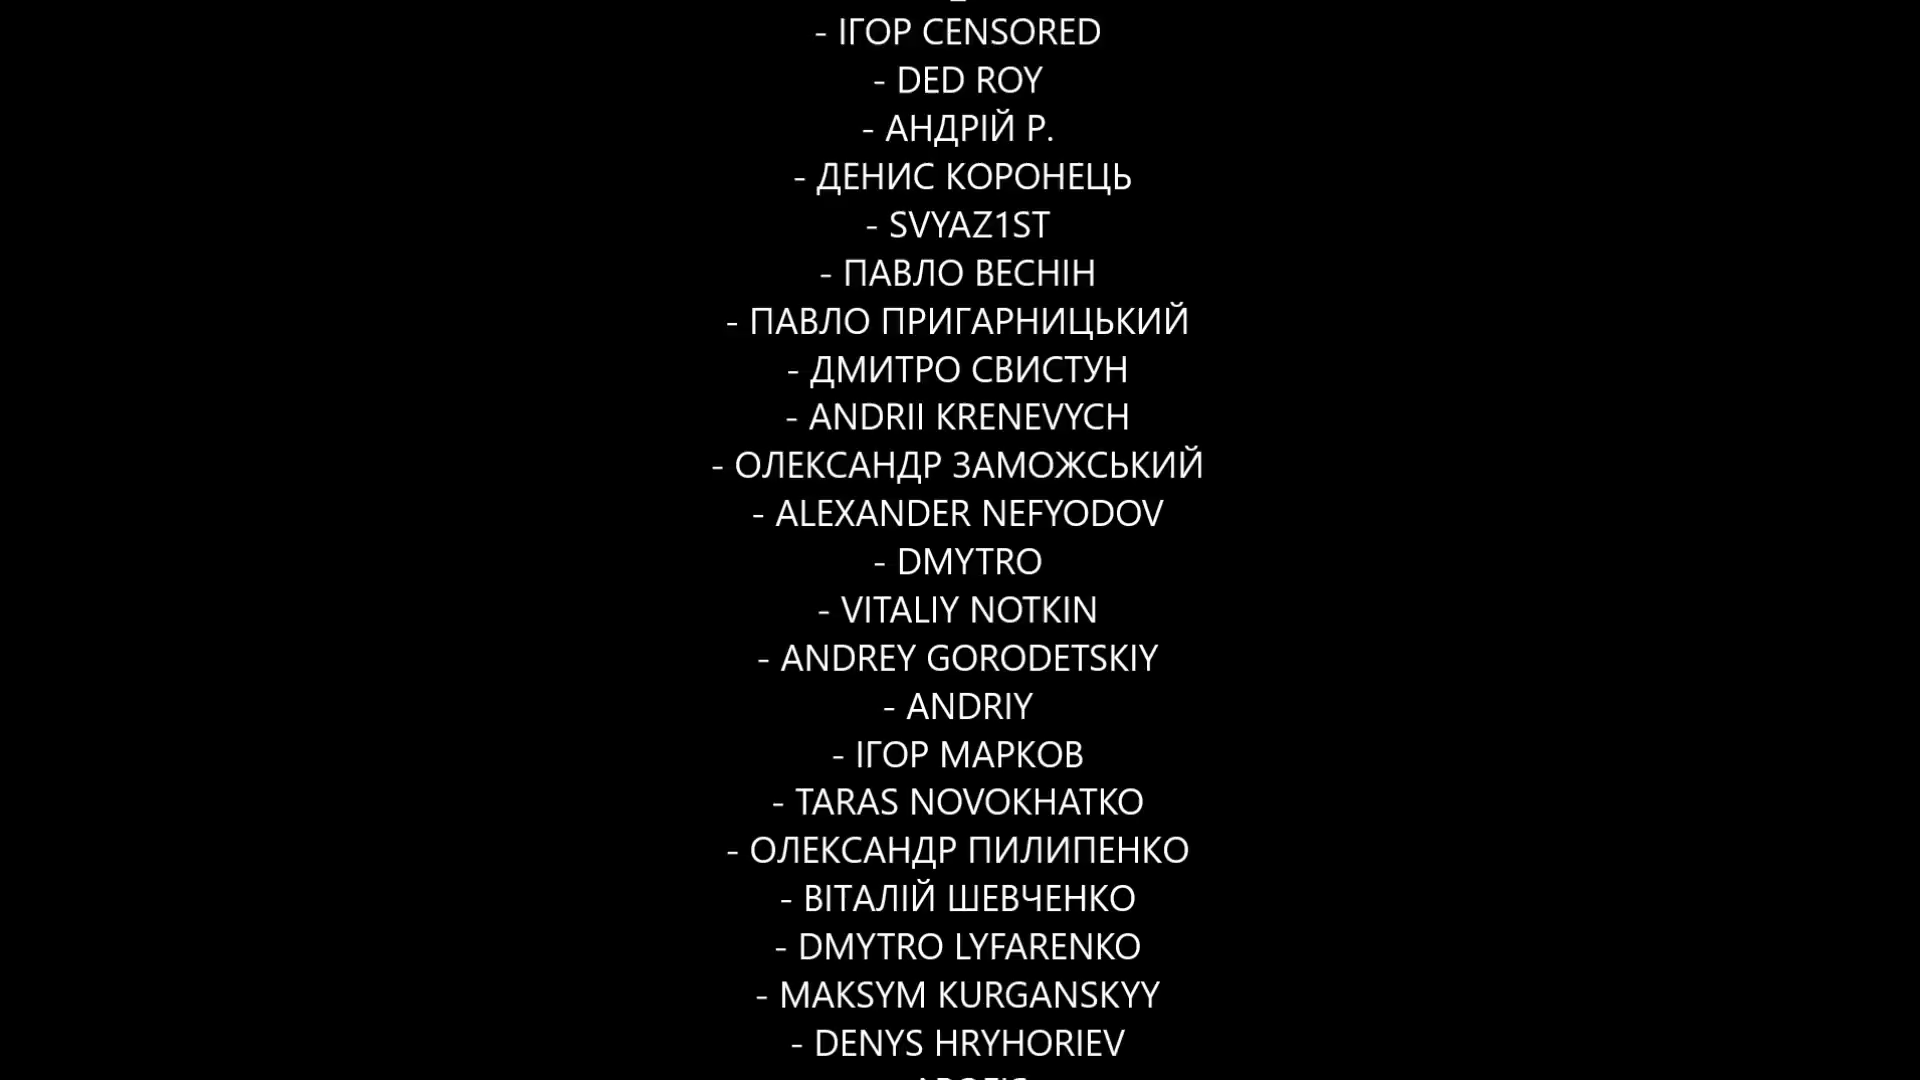 - ІГОР CENSORED
- DED ROY
- АНДРІЙ Р.
- ДЕНИС КОРОНЕЦЬ
- SVYAZ1ST
- ПАВЛО ВЕСНІН
- ПАВЛО ПРИГАРНИЦЬКИЙ
- ДМИТРО СВИСТУН
- ANDRII KRENEVYCH
- ОЛЕКСАНДР ЗАМОЖСЬКИЙ
- ALEXANDER NEFYODOV
- DMYTRO
- VITALIY NOTKIN
- ANDREY GORODETSKIY
- ANDRIY
- ІГОР МАРКОВ
- TARAS NOVOKHATKO
- ОЛЕКСАНДР ПИЛИПЕНКО
- ВІТАЛІЙ ШЕВЧЕНКО
- DMYTRO LYFARENKO
- MAKSYM KURGANSKYY
- DENYS HRYHORIEV